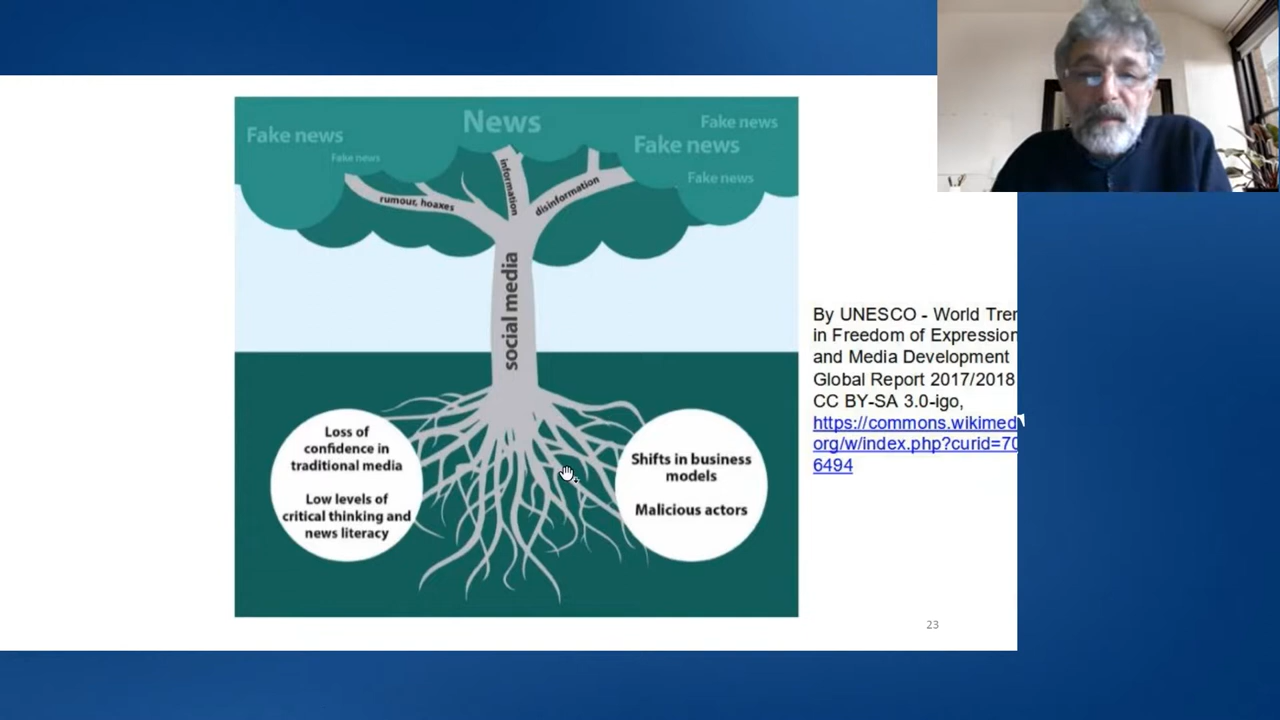 Fake news
News
Fake news
Fake news
Fake news
Fake news
rumour, hoaxes
information
disinformation
social media
Loss of
confidence in
traditional media
Low levels of
critical thinking and
news literacy
Shifts in business
models
Malicious actors
By UNESCO - World Tren
in Freedom of Expression
and Media Development
Global Report 2017/2018
CC BY-SA 3.0-igo,
https://commons.wikimed
org/w/index.php?curid=70
6494
23